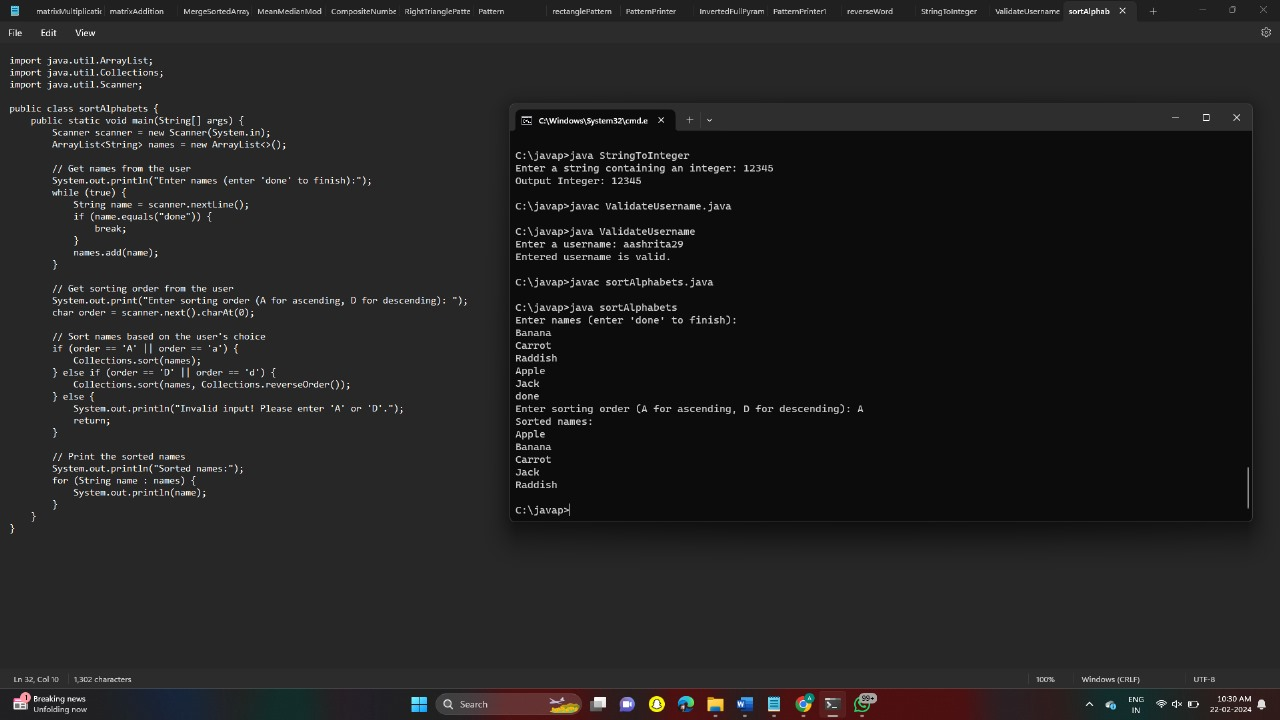 matrixMultiplicatic matrixAddition MergeSortedArray MeanMedianMod CompositeNumbe RightTrianglePatte Pattern rectanglePattern PatternPrinter InvertedFullPyram PatternPrinter1 reverseWord StringToInteger ValidateUsername sortAlphab
File Edit View
import java.util.ArrayList;
import java.util.Collections;
import java.util.Scanner;
public class sortAlphabets {
public static void main(String[] args) {
Scanner scanner = new Scanner(System.in);
ArrayList<String> names = new ArrayList<>();
// Get names from the user
System.out.println("Enter names (enter 'done' to finish):");
while (true) {
String name = scanner.nextLine();
if (name.equals("done")) {
break;
}
names.add(name);
}
// Get sorting order from the user
System.out.print("Enter sorting order (A for ascending, D for descending): ");
char order = scanner.next().charAt(0);
// Sort names based on the user's choice
if (order == 'A' || order == 'a') {
Collections.sort(names);
} else if (order == 'D' || order == 'd') {
Collections.sort(names, Collections.reverseOrder());
} else {
System.out.println("Invalid input! Please enter 'A' or 'D'.");
return;
}
// Print the sorted names
System.out.println("Sorted names:");
for (String name : names) {
System.out.println(name);
}
}
}
C:\Windows\System32\cmd.e
C:\javap>java StringToInteger
Enter a string containing an integer: 12345
Output Integer: 12345
C:\javap>javac ValidateUsername.java
C:\javap>java ValidateUsername
Enter a username: aashrita29
Entered username is valid.
C:\javap>javac sortAlphabets.java
C:\javap>java sortAlphabets
Enter names (enter 'done' to finish):
Banana
Carrot
Raddish
Apple
Jack
done
Enter sorting order (A for ascending, D for descending): A
Sorted names:
Apple
Banana
Carrot
Jack
Raddish
C:\javap>
Ln 32, Col 10 1,302 characters 100% Windows (CRLF) UTF-8
1 Breaking news
Unfolding now
Search
A
99+
ENG
IN
10:30 AM
22-02-2024